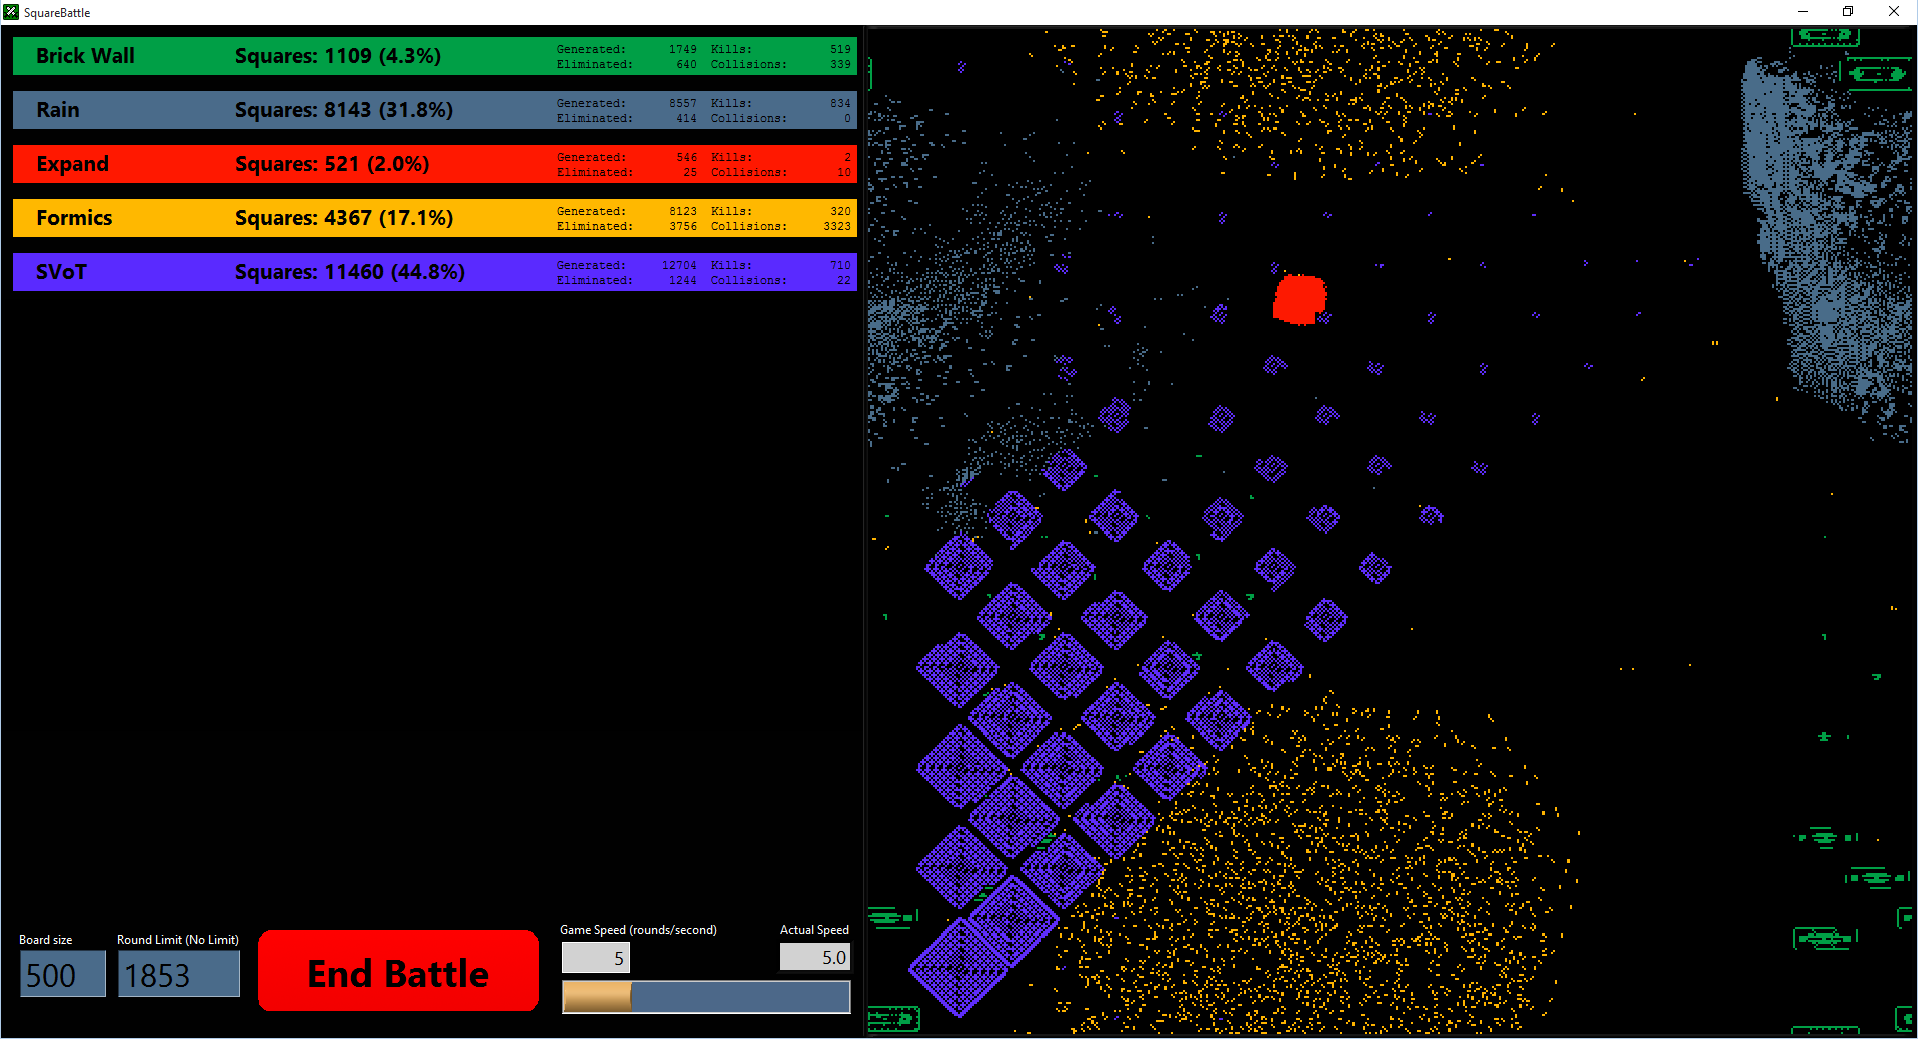 SquareBattle
Brick Wall Squares: 1109 (4.3%) Generated: 1749 Kills: 519
Eliminated: 640 Collisions: 339
Rain Squares: 8143 (31.8%) Generated: 8557 Kills: 834
Eliminated: 414 Collisions: 0
Expand Squares: 521 (2.0%) Generated: 546 Kills: 2
Eliminated: 25 Collisions: 10
Formics Squares: 4367 (17.1%) Generated: 8123 Kills: 320
Eliminated: 3756 Collisions: 3323
SVoT Squares: 11460 (44.8%) Generated: 12704 Kills: 710
Eliminated: 1244 Collisions: 22
Board size Round Limit (No Limit) Game Speed (rounds/second) Actual Speed
500 1853 End Battle 5 5.0